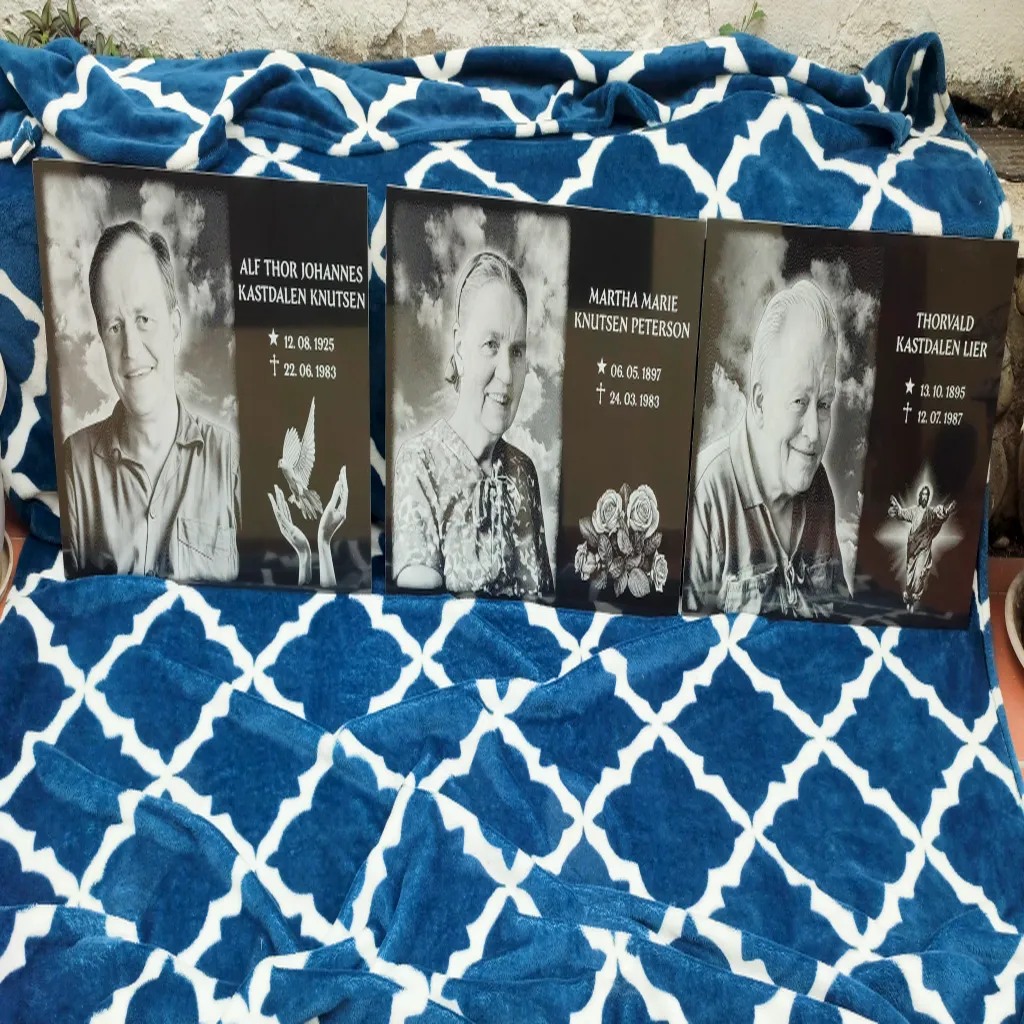 ALF THOR JOHANNES
KASTDALEN KNUTSEN
★ 12. 08. 1925
† 22. 06. 1983
MARTHA MARIE
KNUTSEN PETERSON
★ 06. 05. 1897
† 24. 03. 1983
THORVALD
KASTDALEN LIER
★ 13. 10. 1895
† 12. 07. 1987